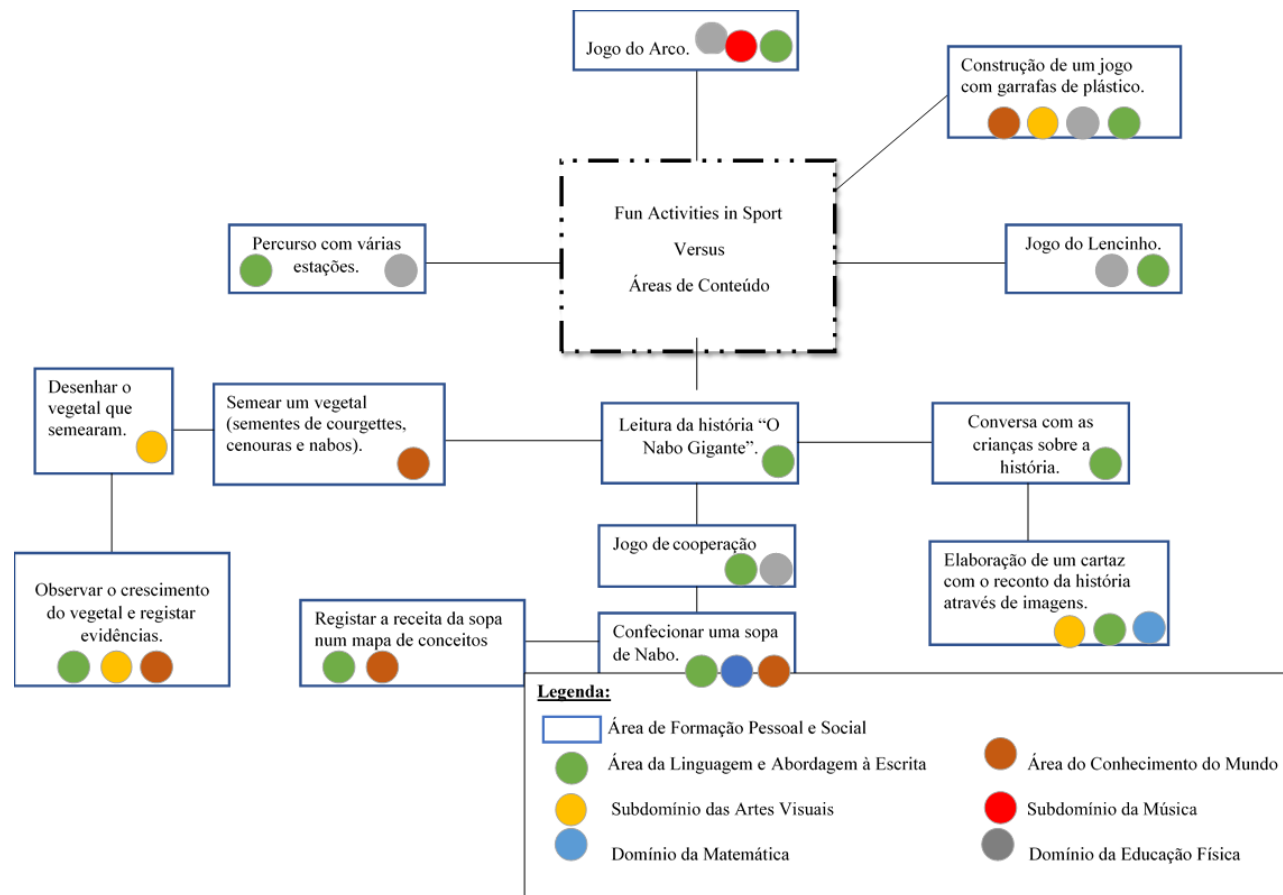 Jogo do Arco.
Construção de um jogo
com garrafas de plástico.
Fun Activities in Sport
Versus
Áreas de Conteúdo
Percurso com várias
estações.
Jogo do Lencinho.
Desenhar o
vegetal que
semearam.
Semear um vegetal
(sementes de courgettes,
cenouras e nabos).
Leitura da história “O
Nabo Gigante”.
Conversa com as
crianças sobre a
história.
Jogo de cooperação
Elaboração de um cartaz
com o reconto da história
através de imagens.
Observar o crescimento
do vegetal e registar
evidências.
Registar a receita da sopa
num mapa de conceitos
Confecionar uma sopa
de Nabo.
Legenda:
Área de Formação Pessoal e Social
Área da Linguagem e Abordagem à Escrita
Área do Conhecimento do Mundo
Subdomínio das Artes Visuais
Subdomínio da Música
Domínio da Matemática
Domínio da Educação Física